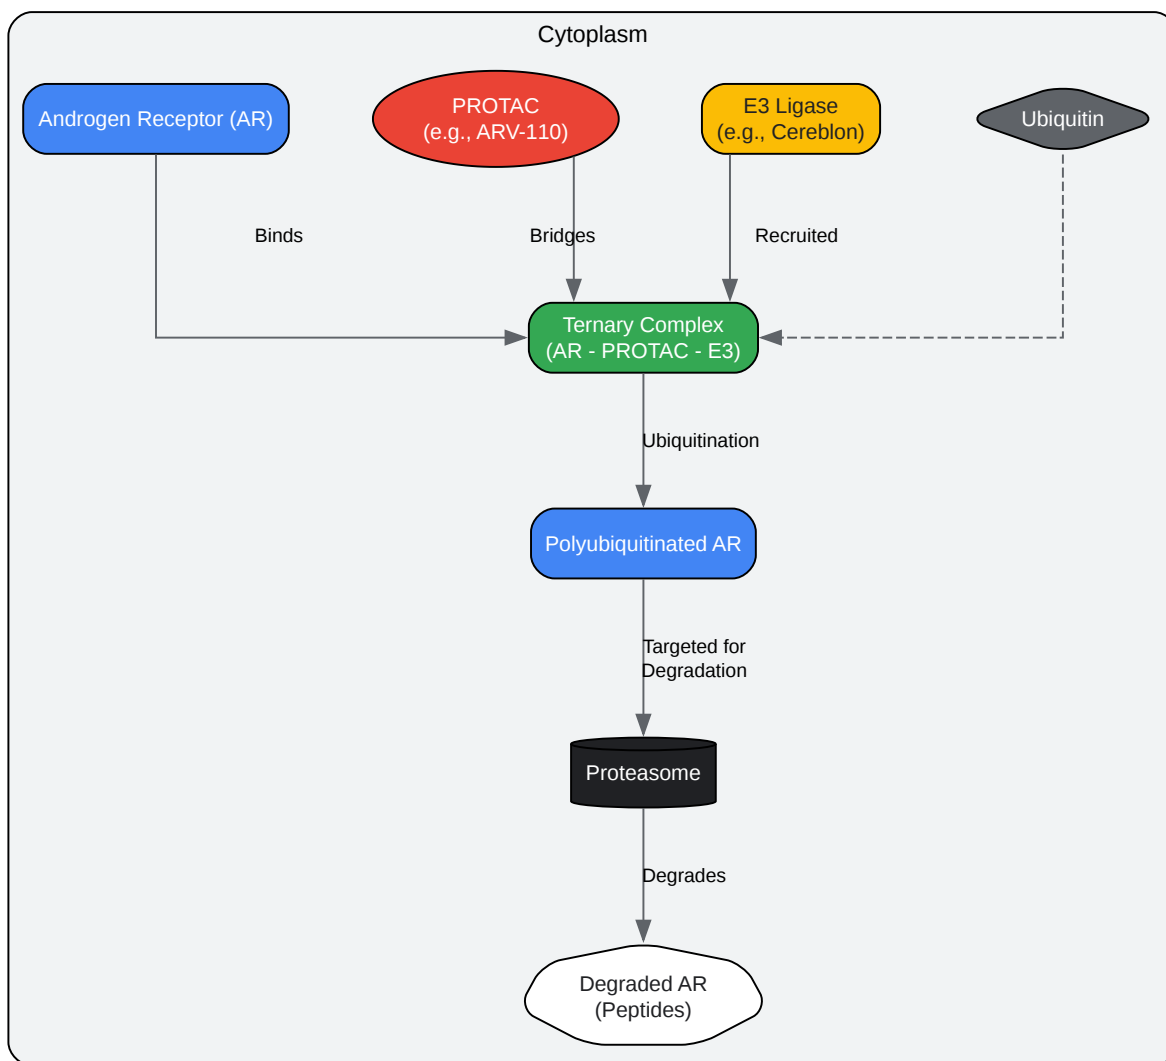 Cytoplasm
Androgen Receptor (AR)
PROTAC
(e.g., ARV-110)
E3 Ligase
(e.g., Cereblon)
Ubiquitin
Binds
Bridges
Recruited
Ternary Complex
(AR - PROTAC - E3)
Ubiquitination
Polyubiquitinated AR
Targeted for
Degradation
Proteasome
Degrades
Degraded AR
(Peptides)